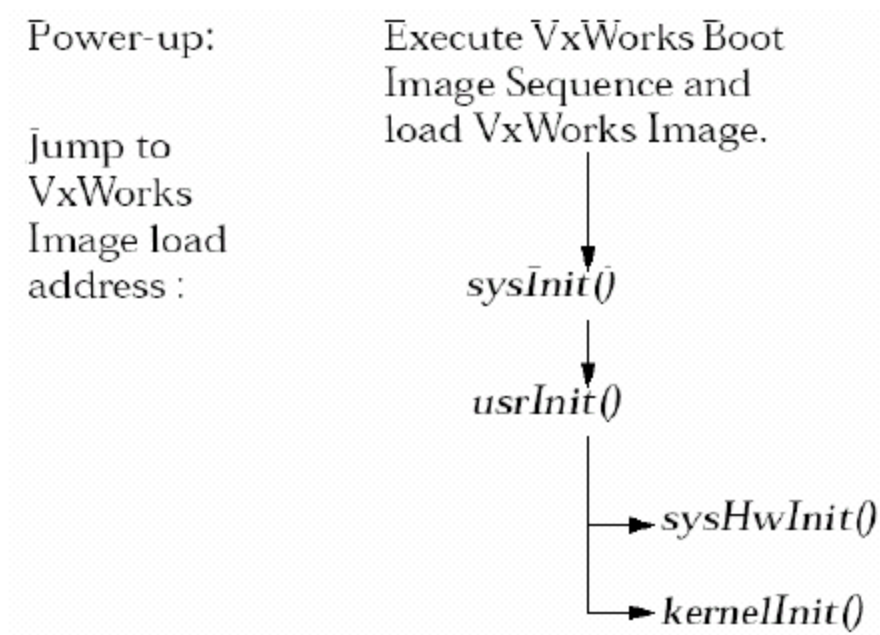 Power-up:
Execute VxWorks Boot
Image Sequence and
load VxWorks Image.
Jump to
VxWorks
Image load
address :
sysInit()
usrInit()
sysHwInit()
kernelInit()